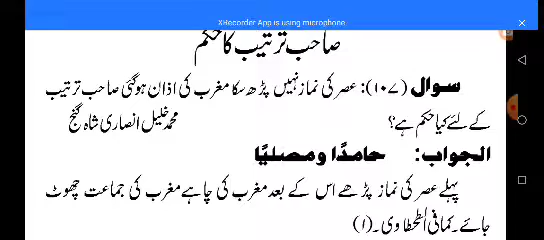 XRecorder App is using microphone
صاحب ترتیب کا حکم
سوال (۱۰۷): عصر کی نماز نہیں پڑھ سکا مغرب کی اذان ہوگئی صاحب ترتیب
کے لئے کیا حکم ہے؟ محمد خلیل انصاری شاہ گنج
الجواب: حامدًا ومصلیًا
پہلے عصر کی نماز پڑھے اس کے بعد مغرب کی چاہے مغرب کی جماعت چھوٹ
جائے۔ کمافی الطحطاوی۔ (۱)